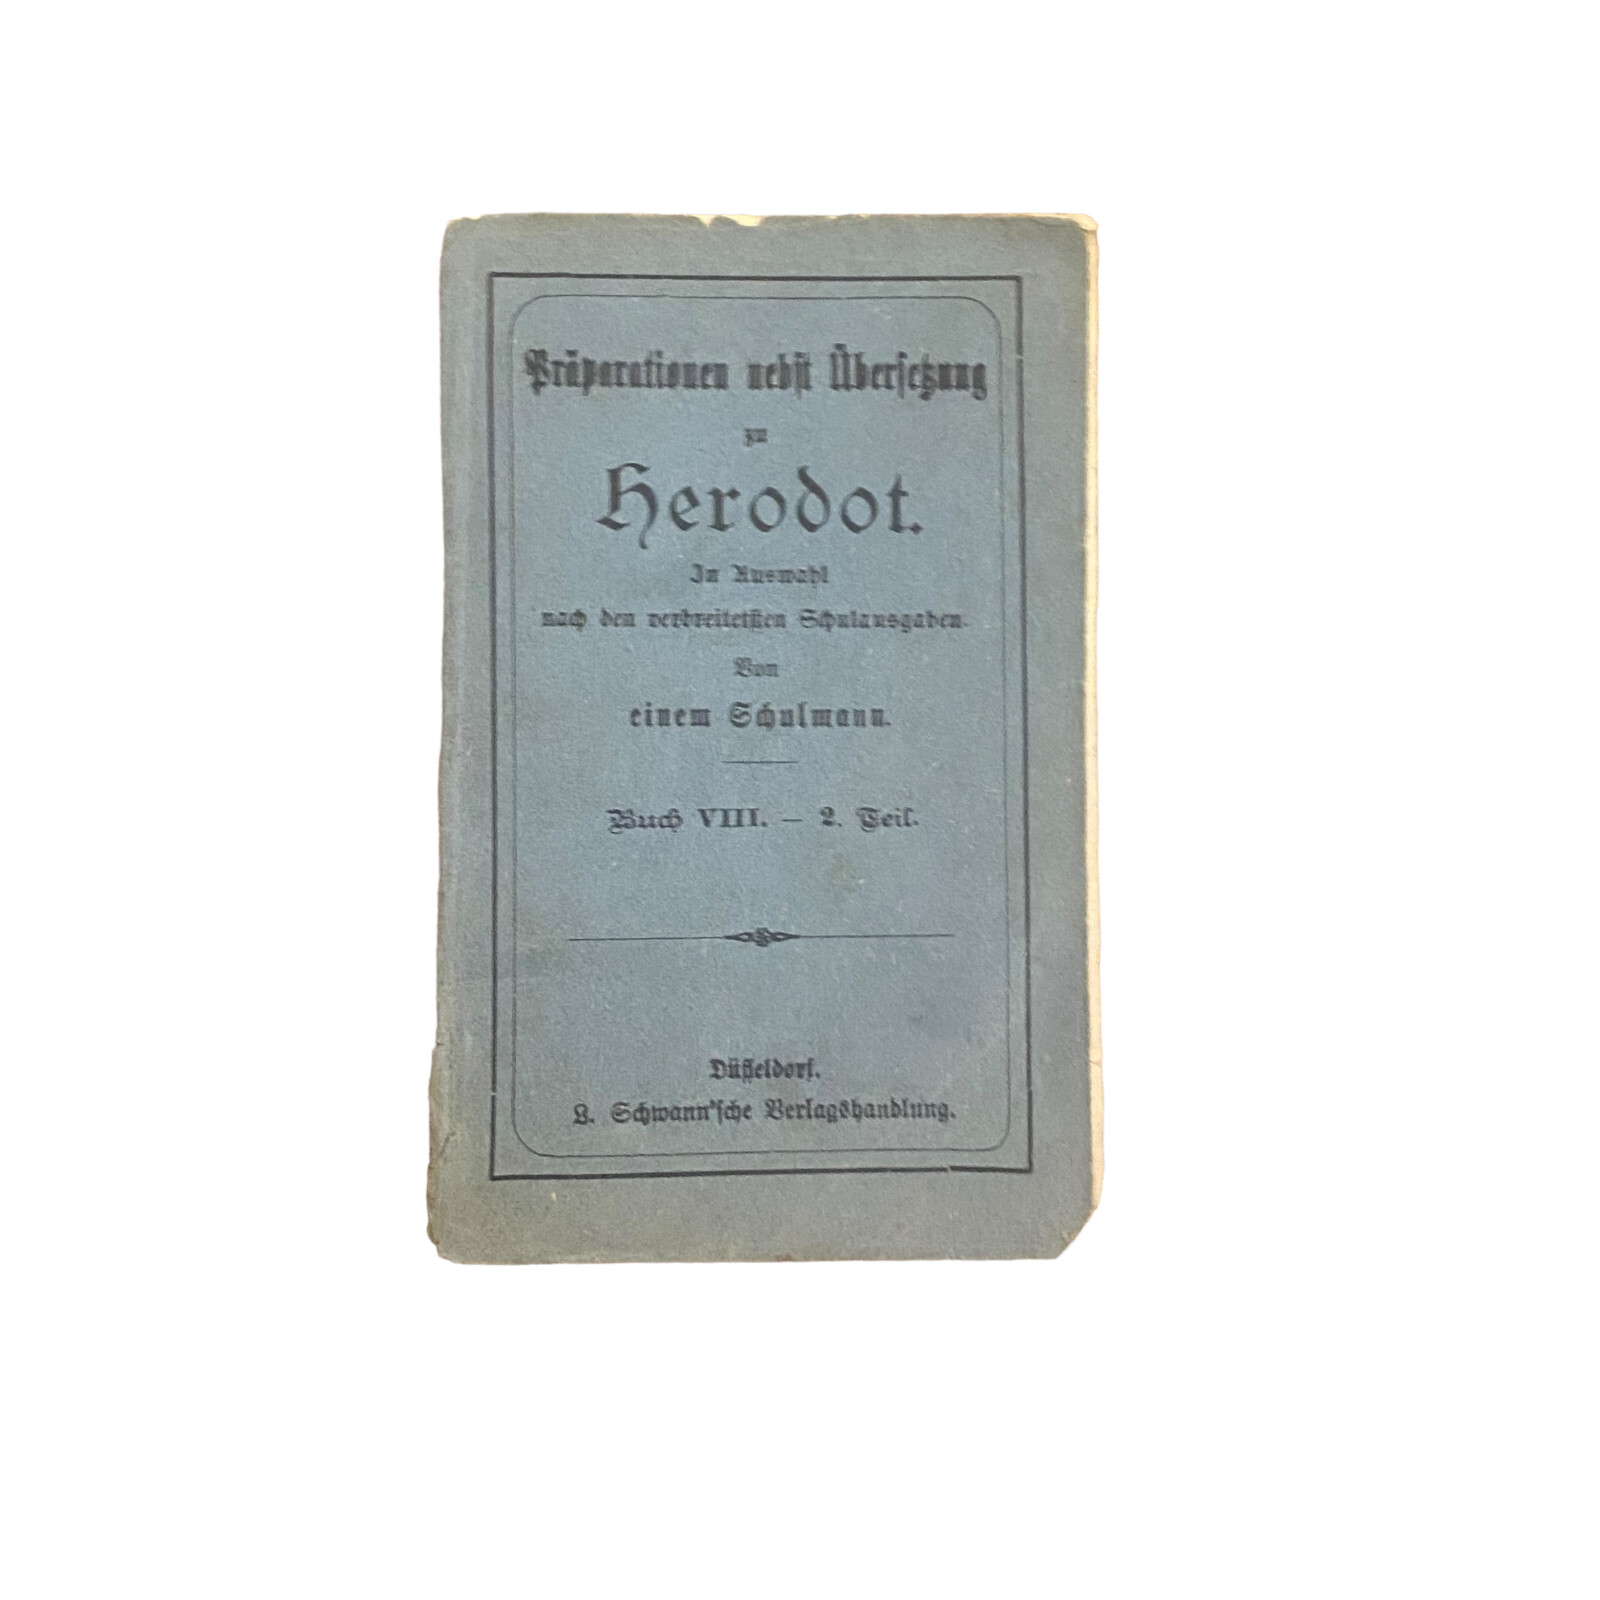 Präparationen nebst Übersetzung
zu
Herodot.
In Auswahl
nach den verbreitetsten Schulausgaben.
Von
einem Schulmann.
Buch VIII. — 2. Teil.
Düsseldorf.
L. Schwann'sche Verlagshandlung.